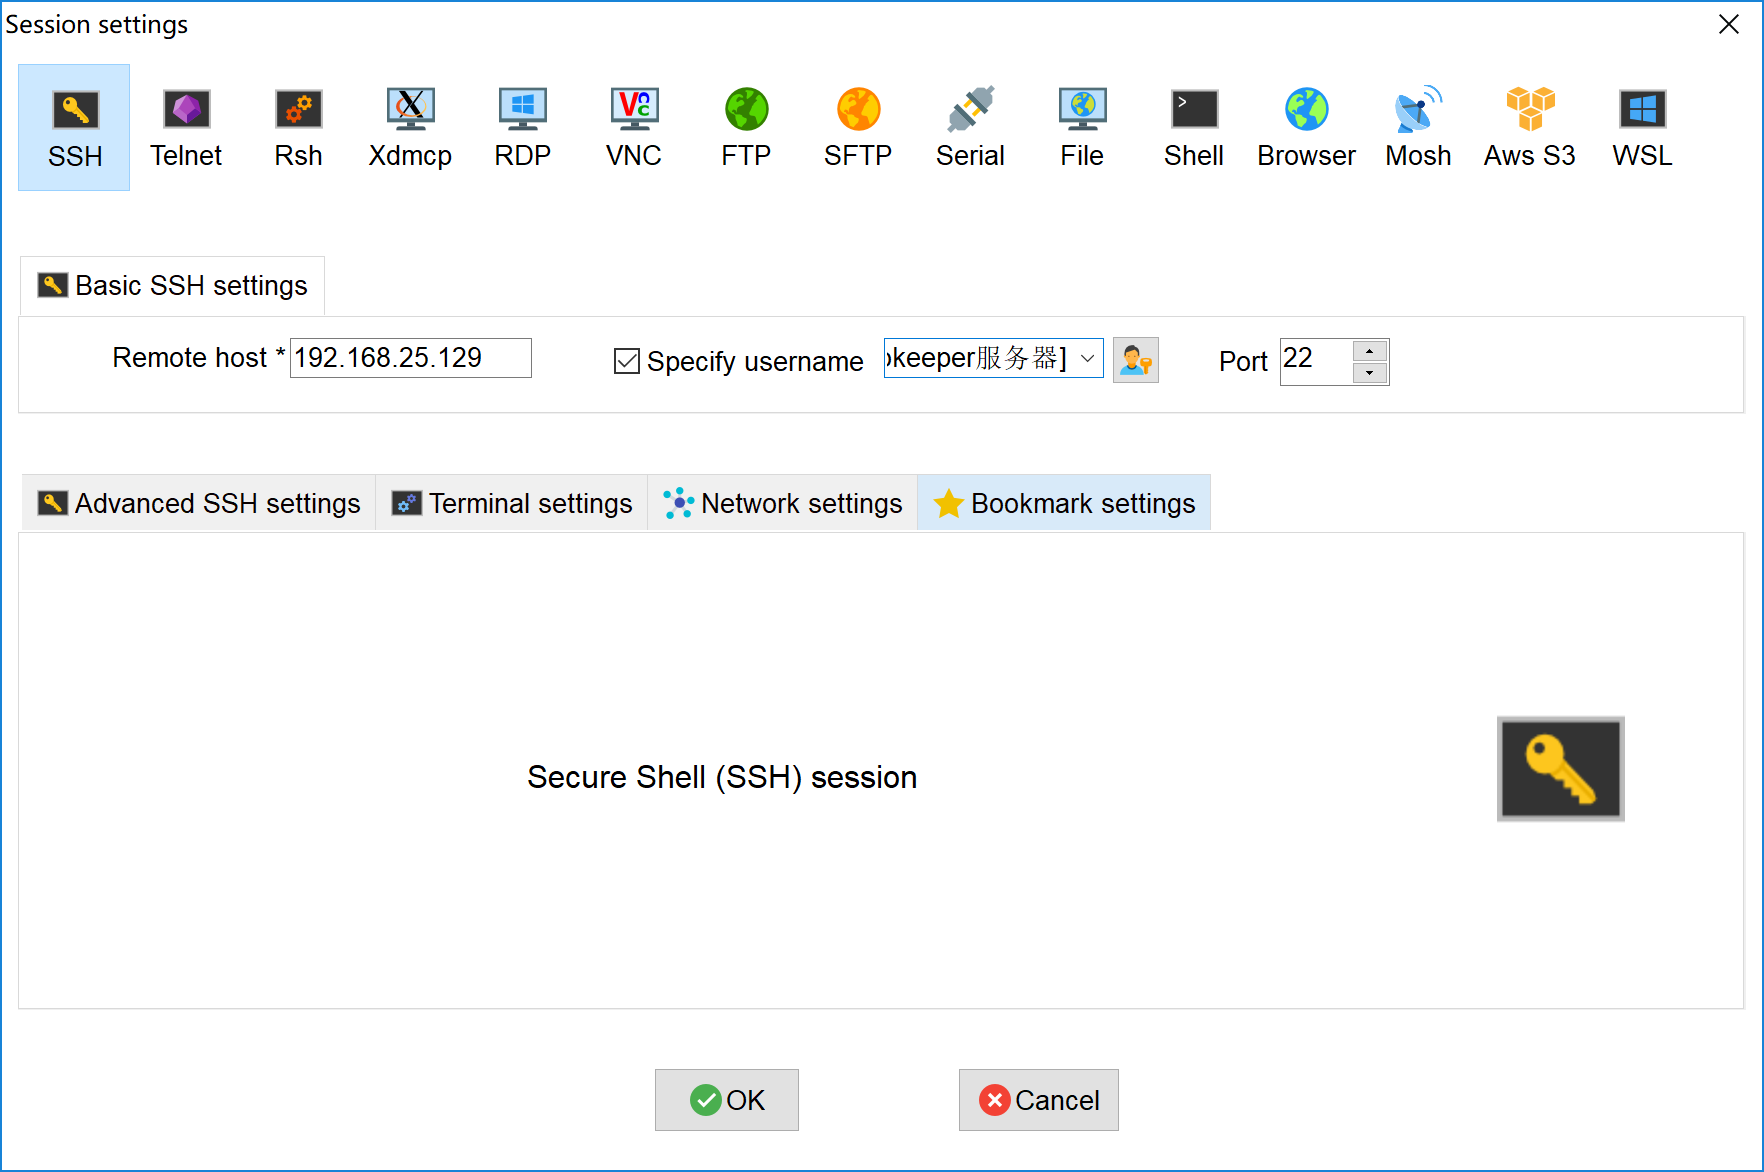 Session settings
SSH Telnet Rsh Xdmcp RDP VNC FTP SFTP Serial File Shell Browser Mosh Aws S3 WSL
Basic SSH settings
Remote host * 192.168.25.129 Specify username keeper服务器] Port 22
Advanced SSH settings Terminal settings Network settings Bookmark settings
Secure Shell (SSH) session
OK Cancel